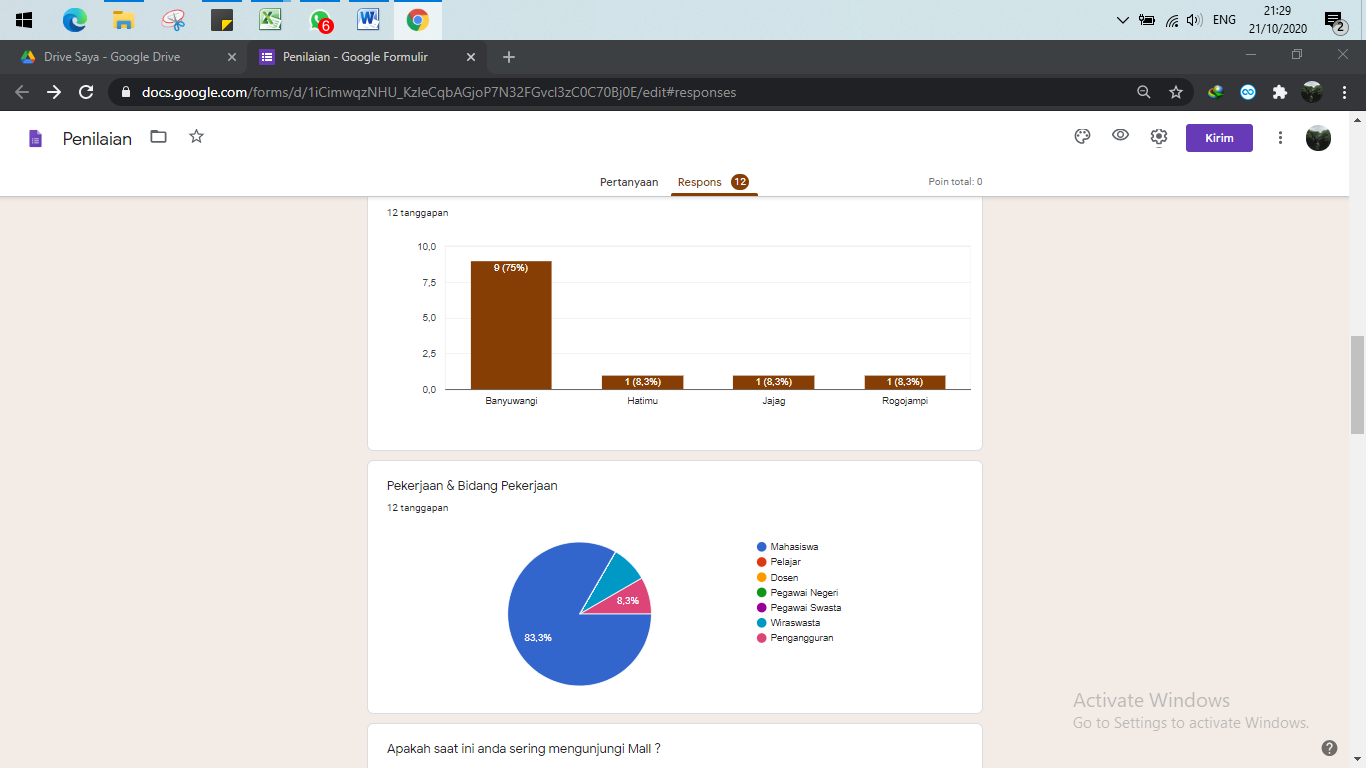 6
ENG
21:29
21/10/2020
2
Drive Saya - Google Drive
Penilaian - Google Formulir
docs.google.com/forms/d/1iCimwqzNHU_KzleCqbAGjoP7N32FGvcl3zC0C70Bj0E/edit#responses
Penilaian
Kirim
Pertanyaan
Respons 12
Poin total: 0
12 tanggapan
10,0
7,5
5,0
2,5
0,0
9 (75%)
1 (8,3%)
1 (8,3%)
1 (8,3%)
Banyuwangi
Hatimu
Jajag
Rogojampi
Pekerjaan & Bidang Pekerjaan
12 tanggapan
8,3%
83,3%
Mahasiswa
Pelajar
Dosen
Pegawai Negeri
Pegawai Swasta
Wiraswasta
Pengangguran
Activate Windows
Go to Settings to activate Windows.
Apakah saat ini anda sering mengunjungi Mall ?